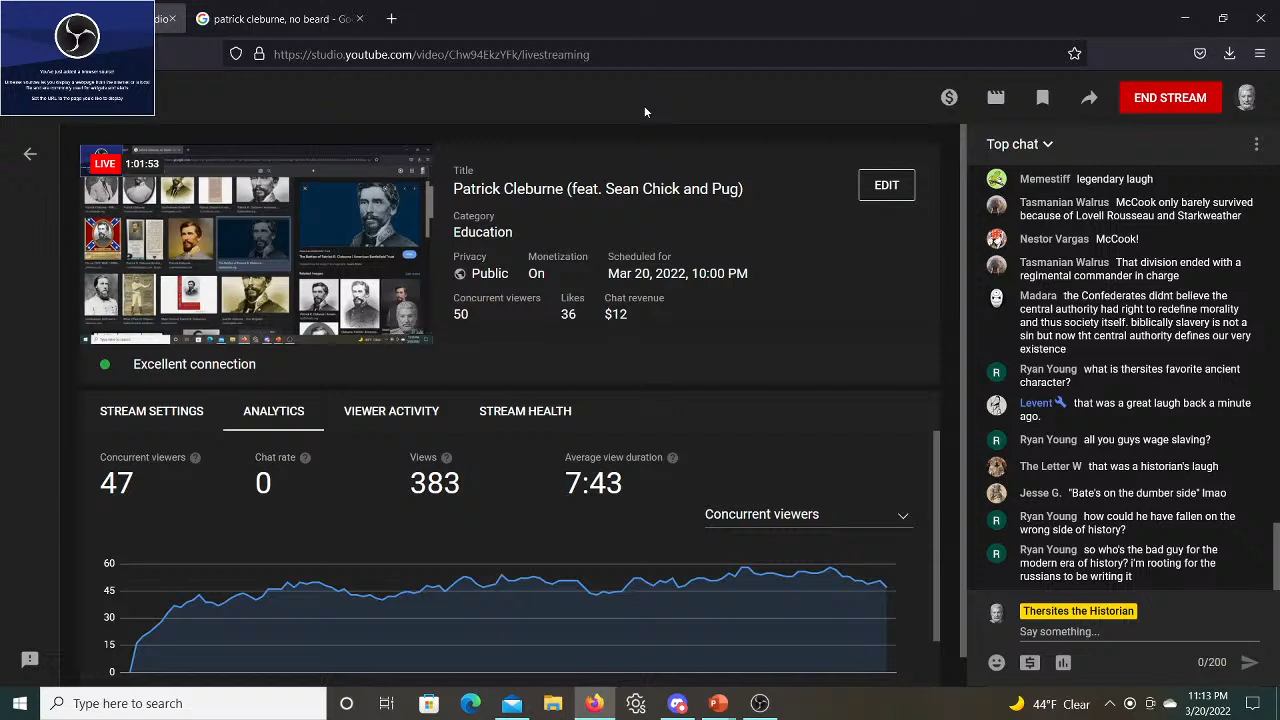 dio
patrick cleburne, no beard - Go
You've just added a browser source!
https://studio.youtube.com/video/Chw94EkzYFk/livestreaming
END STREAM
LIVE 1:01:53
Title
Patrick Cleburne (feat. Sean Chick and Pug)
EDIT
Category
Education
Privacy
Scheduled on
Public On
Mar 20, 2022, 10:00 PM
Concurrent viewers Likes Chat revenue
50 36 $12
Excellent connection
STREAM SETTINGS ANALYTICS VIEWER ACTIVITY STREAM HEALTH
Concurrent viewers Chat rate Views Average view duration
47 0 383 7:43
Concurrent viewers
60
45
30
15
0
Top chat
Memestiff legendary laugh
Walrus McCook only barely survived
because of Lovell Rousseau and Starkweather
Nestor Vargas McCook!
Tasmanian Walrus That division ended with a
regimental commander in charge
the Confederates didnt believe the
central authority had right to redefine morality
and thus society itself. biblically slavery is not a
sin but now tht central authority defines our very
existence
Ryan Young what is thersites favorite ancient
character?
Levent that was a great laugh back a minute
ago.
Ryan Young all you guys wage slaving?
The Letter W that was a historian's laugh
Jesse G. "Bate's on the dumber side" lmao
Ryan Young how could he have fallen on the
wrong side of history?
Ryan Young so who's the bad guy for the
modern era of history? i'm rooting for the
russians to be writing it
Thersites the Historian
Say something...
0/200
Type here to search
44°F Clear
11:13 PM
3/20/2022